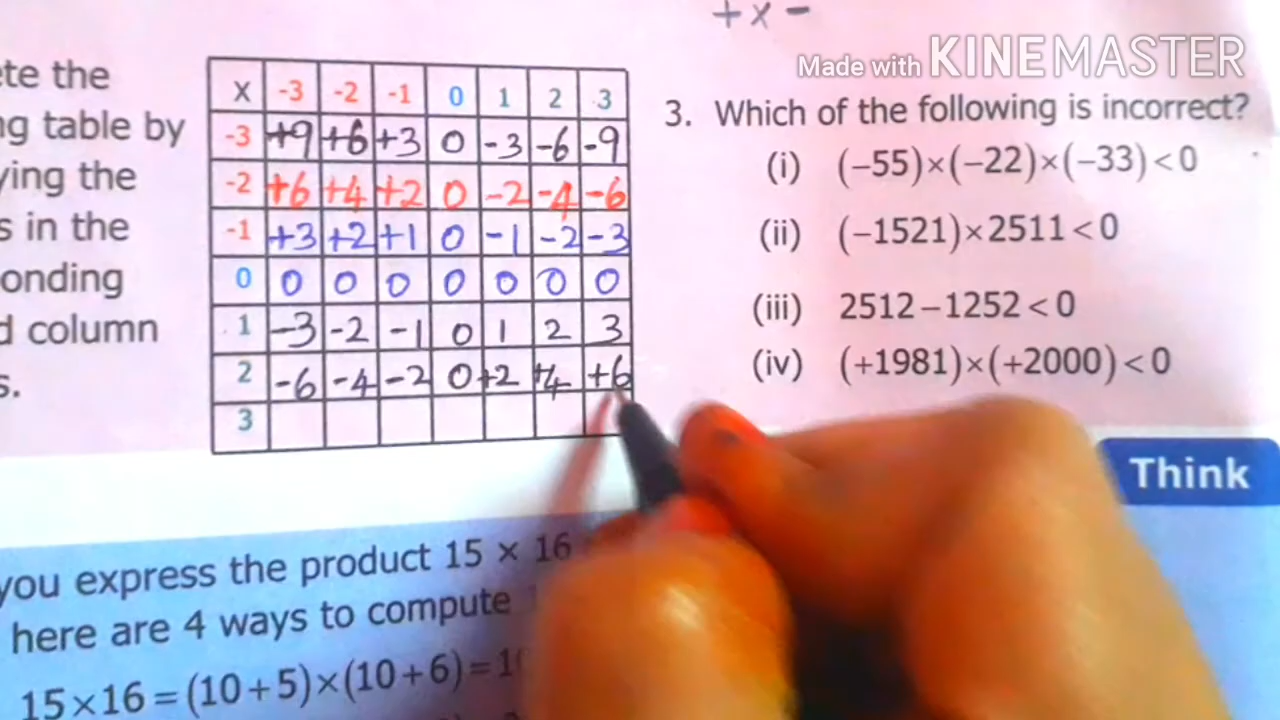 + x -
Made with KINEMASTER
te the
ng table by
ying the
s in the
onding
d column
s.
X -3 -2 -1 0 1 2 3
-3 +9 +6 +3 0 -3 -6 -9
-2 +6 +4 +2 0 -2 -4 -6
-1 +3 +2 +1 0 -1 -2 -3
0 0 0 0 0 0 0 0
1 -3 -2 -1 0 1 2 3
2 -6 -4 -2 0 +2 +4 +6
3
3. Which of the following is incorrect?
(i) (−55)×(−22)×(−33)<0
(ii) (−1521)×2511<0
(iii) 2512−1252<0
(iv) (+1981)×(+2000)<0
Think
you express the product 15 × 16
here are 4 ways to compute
15×16=(10+5)×(10+6)=1